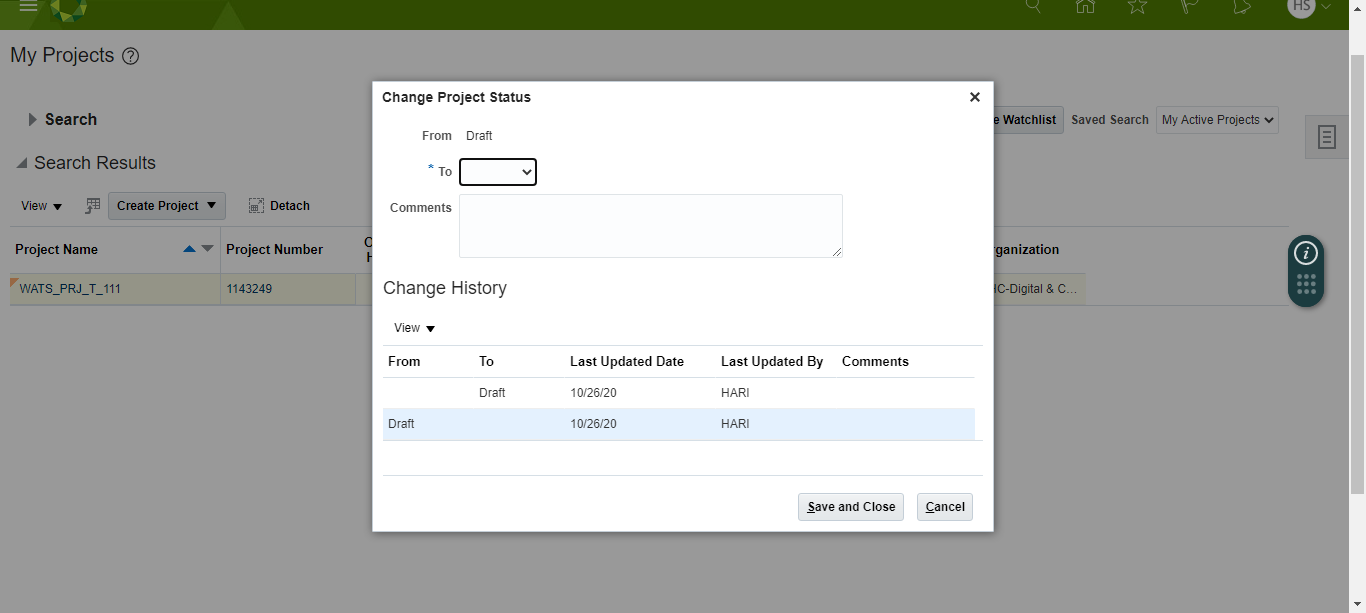 HS
My Projects ?
Search
e Watchlist Saved Search My Active Projects
Search Results
View Create Project Detach
Project Name Project Number
rganization
WATS_PRJ_T_111 1143249
HC-Digital & C...
Change Project Status
From Draft
* To
Comments
Change History
View
From To Last Updated Date Last Updated By Comments
Draft 10/26/20 HARI
Draft 10/26/20 HARI
Save and Close Cancel